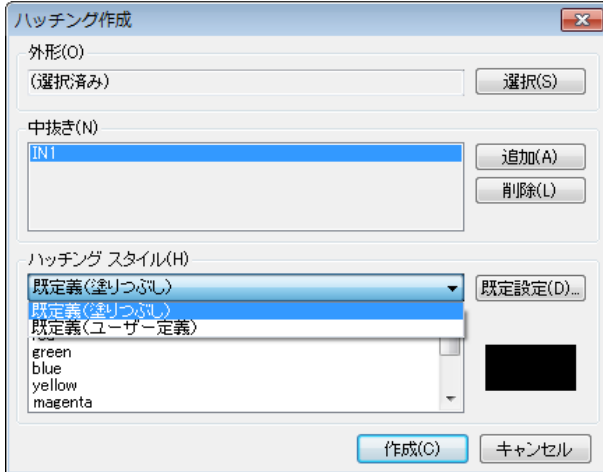 ハッチング作成
外形(O)
(選択済み)
選択(S)
中抜き(N)
IN1
追加(A)
削除(L)
ハッチング スタイル(H)
既定義(塗りつぶし)
既定設定(D)...
既定義(塗りつぶし)
既定義(ユーザー定義)
green
blue
yellow
magenta
作成(C)
キャンセル